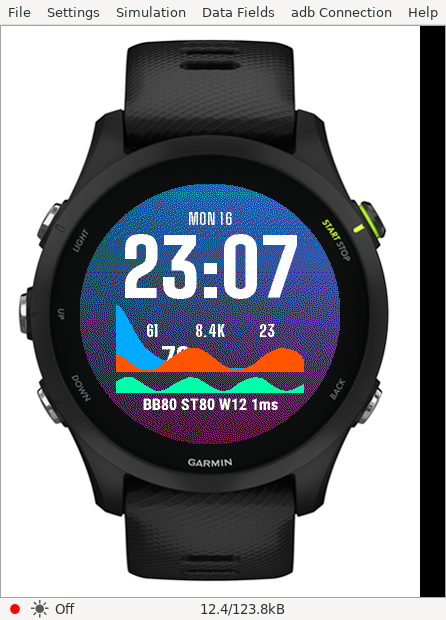 File Settings Simulation Data Fields adb Connection Help
MON 16
23:07
START STOP
LIGHT
UP
61 8.4K 23
DOWN
BACK
BB80 ST80 W12 1ms
GARMIN
Off 12.4/123.8kB